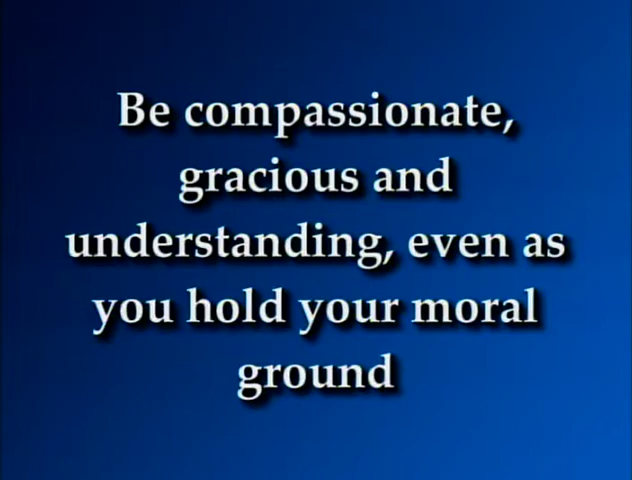 Be compassionate,
gracious and
understanding, even as
you hold your moral
ground